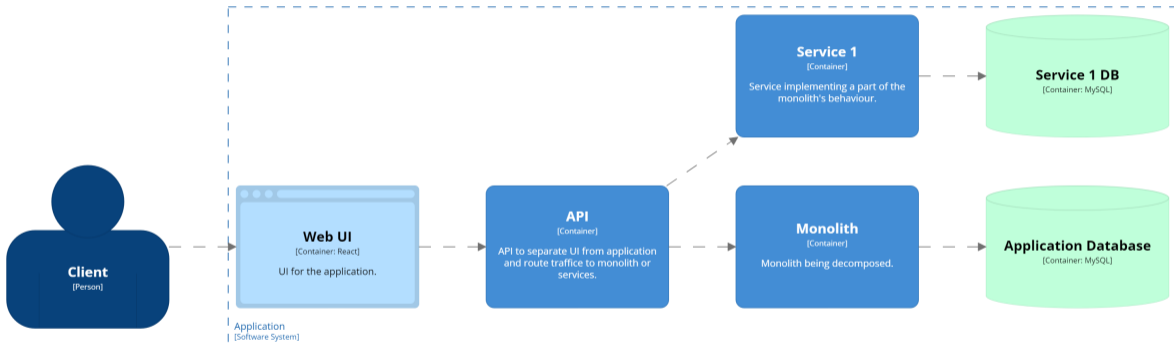 Service 1
[Container]
Service implementing a part of the
monolith's behaviour.
Service 1 DB
[Container: MySQL]
Client
[Person]
Web UI
[Container: React]
UI for the application.
API
[Container]
API to separate UI from application
and route traffice to monolith or
services.
Monolith
[Container]
Monolith being decomposed.
Application Database
[Container: MySQL]
Application
[Software System]